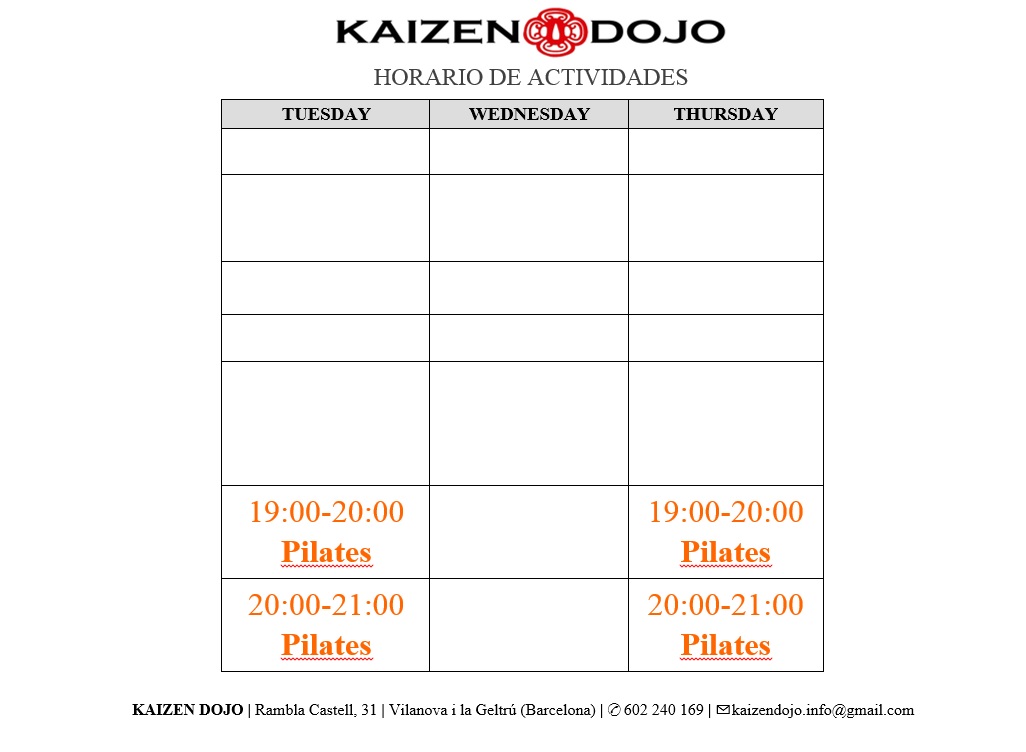 KAIZEN DOJO
HORARIO DE ACTIVIDADES
TUESDAY WEDNESDAY THURSDAY
19:00-20:00 19:00-20:00
Pilates Pilates
20:00-21:00 20:00-21:00
Pilates Pilates
KAIZEN DOJO | Rambla Castell, 31 | Vilanova i la Geltrú (Barcelona) | ✆ 602 240 169 | 🖂kaizendojo.info@gmail.com